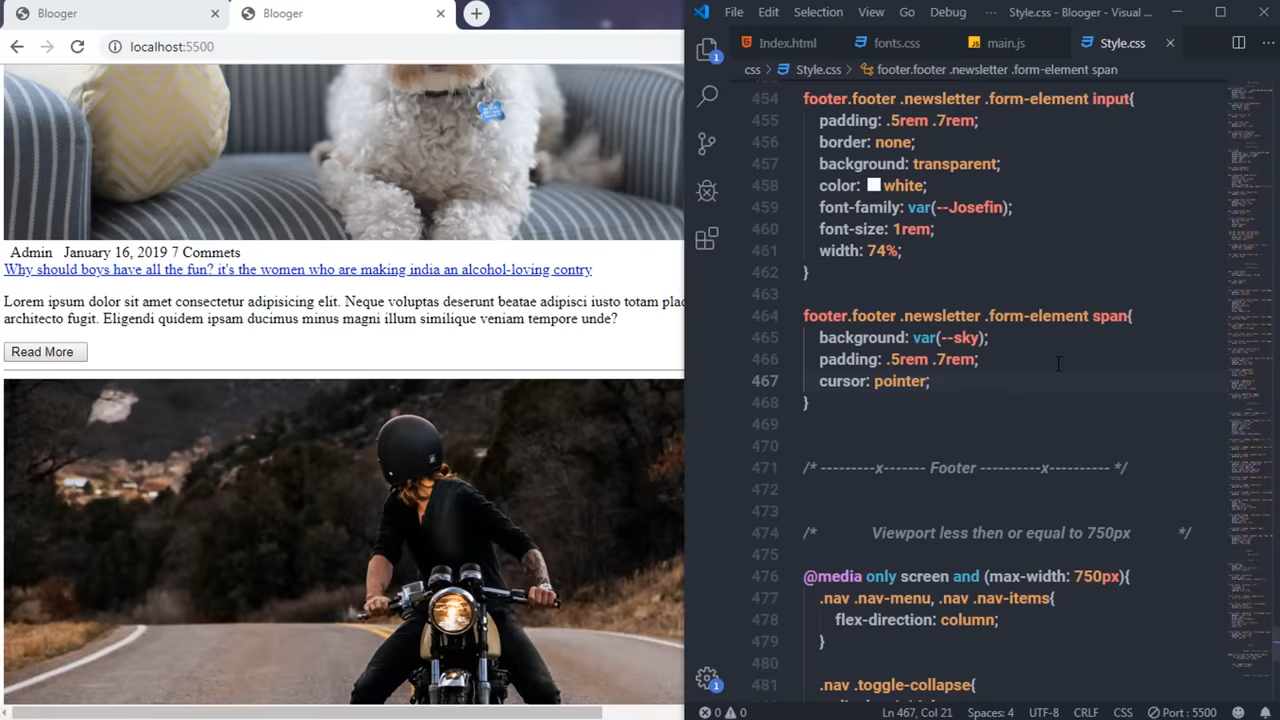 Blooger
Blooger
localhost:5500
Admin January 16, 2019 7 Commets
Why should boys have all the fun? it's the women who are making india an alcohol-loving contry
Lorem ipsum dolor sit amet consectetur adipisicing elit. Neque voluptas deserunt beatae adipisci iusto totam plac
architecto fugit. Eligendi quidem ipsam ducimus minus magni illum similique veniam tempore unde?
Read More
File Edit Selection View Go Debug ··· Style.css - Blooger - Visual ...
Index.html fonts.css main.js Style.css
css > Style.css > footer.footer .newsletter .form-element span
454 footer.footer .newsletter .form-element input{
455 padding: .5rem .7rem;
456 border: none;
457 background: transparent;
458 color: white;
459 font-family: var(--Josefin);
460 font-size: 1rem;
461 width: 74%;
462 }
463
464 footer.footer .newsletter .form-element span{
465 background: var(--sky);
466 padding: .5rem .7rem;
467 cursor: pointer;
468 }
469
470
471 /* ---------x------- Footer ----------x---------- */
472
473
474 /* Viewport less then or equal to 750px */
475
476 @media only screen and (max-width: 750px){
477 .nav .nav-menu, .nav .nav-items{
478 flex-direction: column;
479 }
480
481 .nav .toggle-collapse{
1
1
0 0 Ln 467, Col 21 Spaces: 4 UTF-8 CRLF CSS Port : 5500